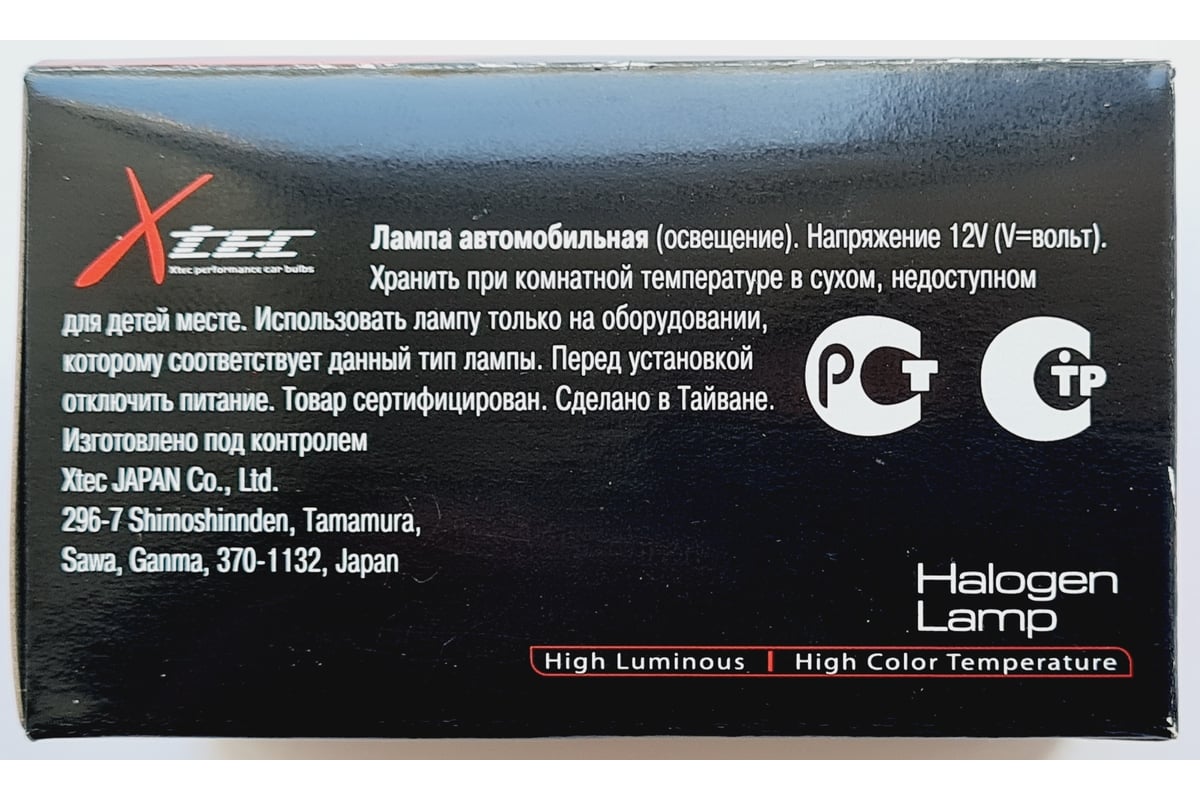 Xtec
Xtec performance car bulbs
Лампа автомобильная (освещение). Напряжение 12V (V=вольт).
Хранить при комнатной температуре в сухом, недоступном
для детей месте. Использовать лампу только на оборудовании,
которому соответствует данный тип лампы. Перед установкой
отключить питание. Товар сертифицирован. Сделано в Тайване.
Изготовлено под контролем
Xtec JAPAN Co., Ltd.
296-7 Shimoshinnden, Tamamura,
Sawa, Ganma, 370-1132, Japan
РСТ
СТР
Halogen
Lamp
High Luminous | High Color Temperature